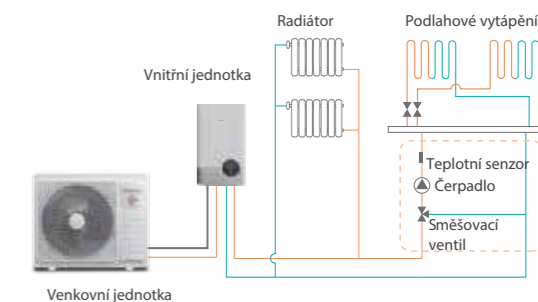 Radiátor
Podlahové vytápění
Vnitřní jednotka
Teplotní senzor
Čerpadlo
Směšovací
ventil
Venkovní jednotka